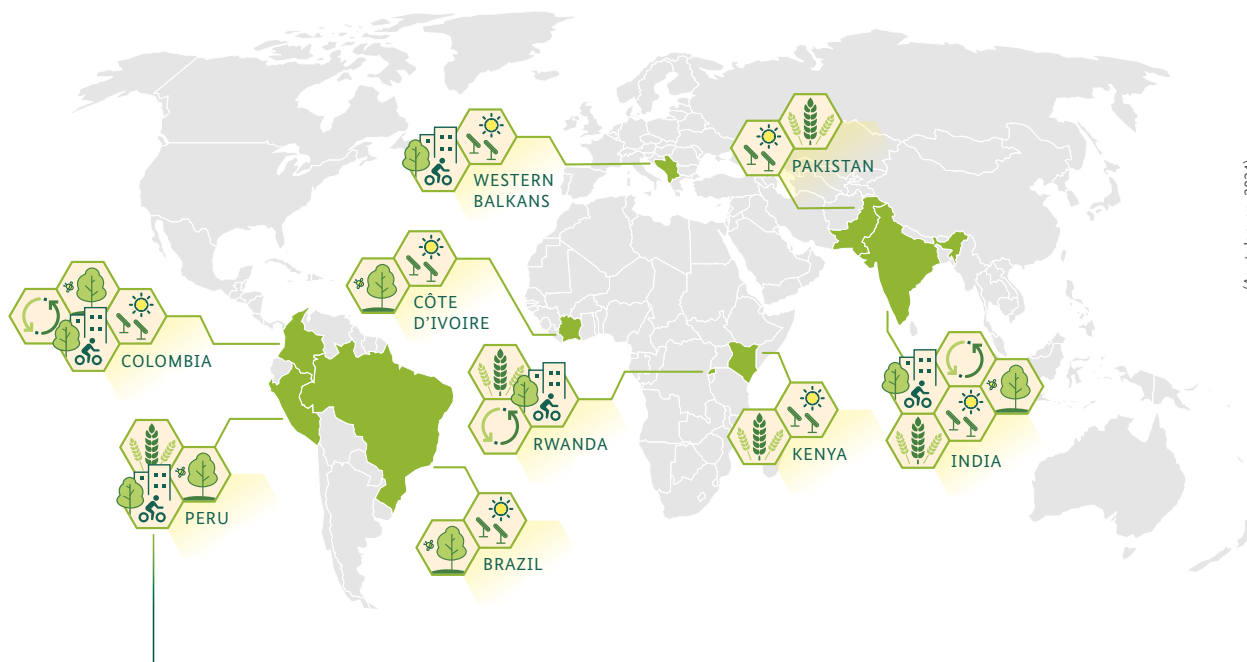 WESTERN
BALKANS
PAKISTAN
CÔTE
D’IVOIRE
COLOMBIA
RWANDA
KENYA
INDIA
PERU
BRAZIL